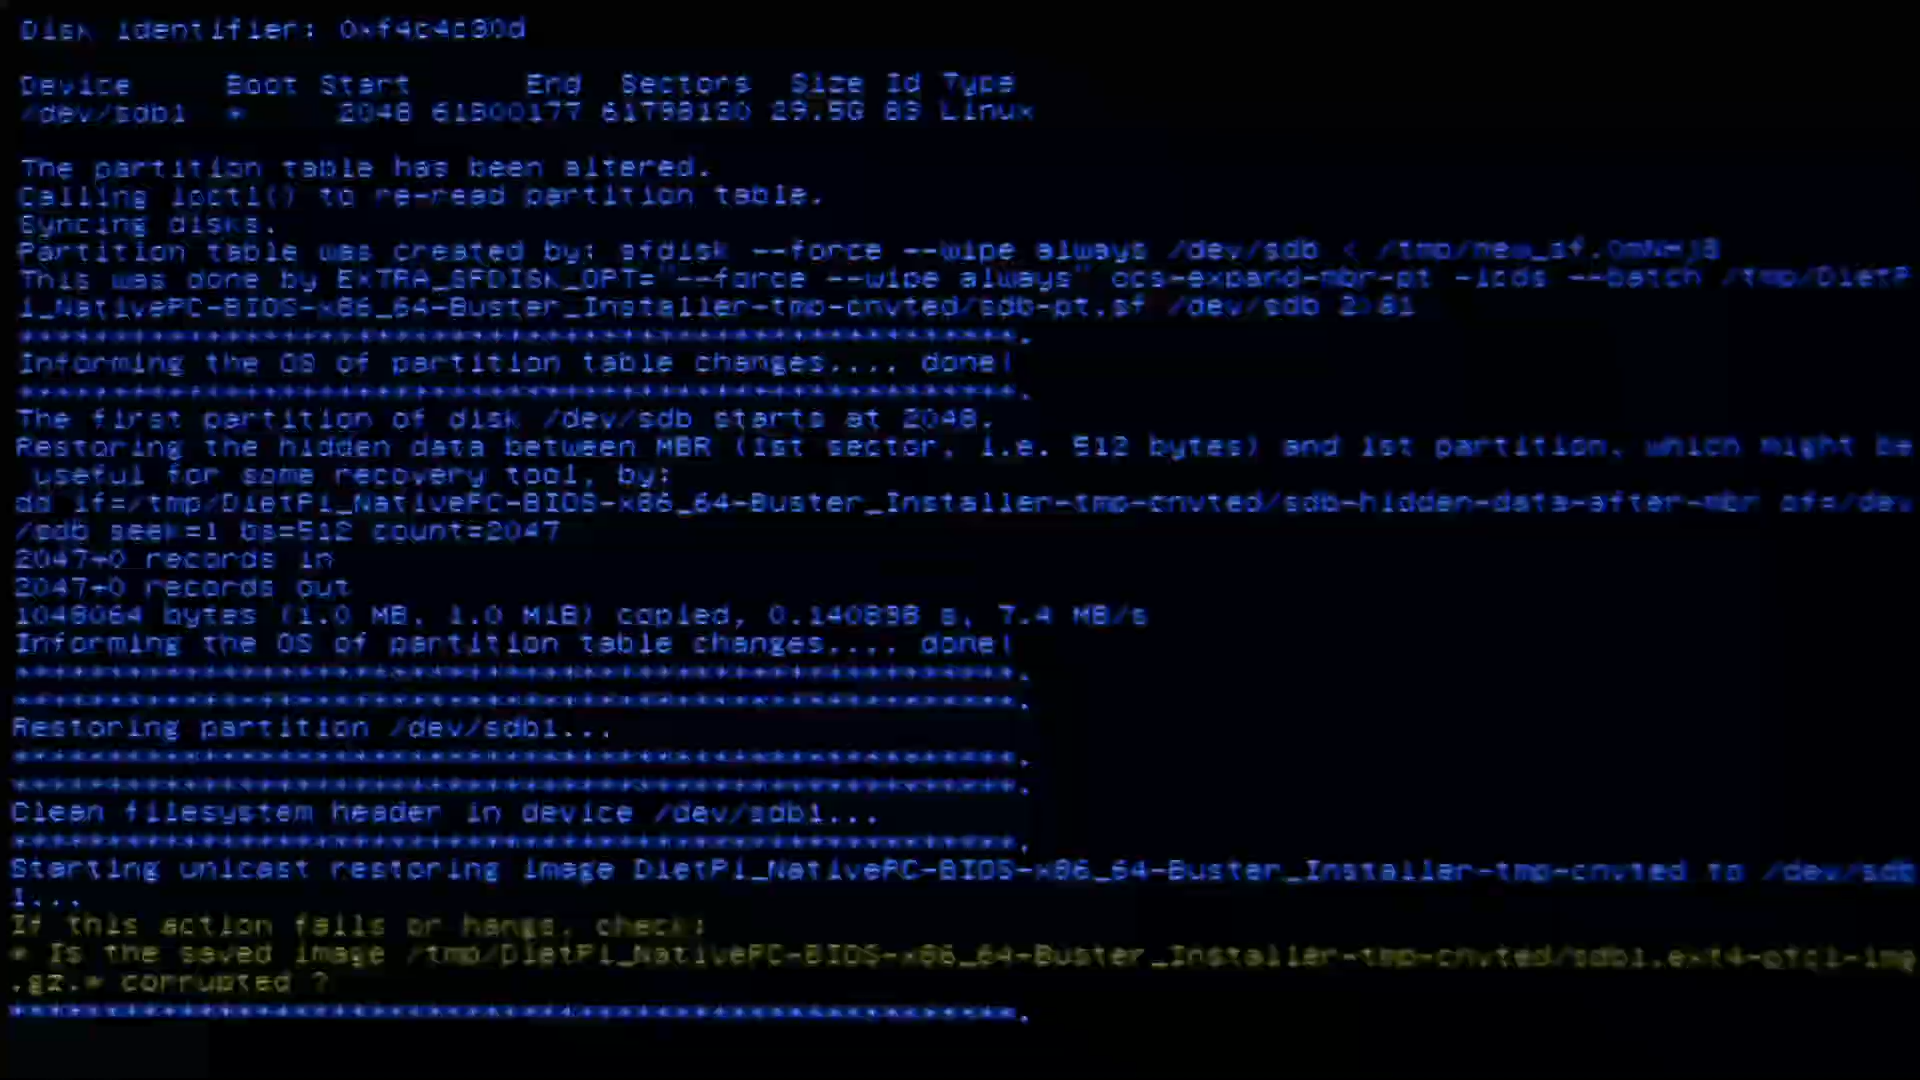 Disk identifier: 0xf4c4c30d
Device Boot Start End Sectors Size Id Type
/dev/sdb1 * 2048 61800177 61798130 29.5G 83 Linux
The partition table has been altered.
Calling ioctl() to re-read partition table.
Syncing disks.
Partition table was created by: sfdisk --force --wipe always /dev/sdb <
This was done by EXTRA_SFDISK_OPT="--force --wipe always" ocs-expand-mbr-pt -icds --batch /tmp/DietP
i_NativePC-BIOS-x86_64-Buster_Installer-tmp-cnvted/sdb-pt.sf /dev/sdb
*****************************************************.
Informing the OS of partition table changes.... done!
*****************************************************.
The first partition of disk /dev/sdb starts at 2048.
Restoring the hidden data between MBR (1st sector, i.e. 512 bytes) and 1st partition, which might be
useful for some recovery tool, by:
dd if=/tmp/DietPi_NativePC-BIOS-x86_64-Buster_Installer-tmp-cnvted/sdb-hidden-data-after-mbr of=/dev
/sdb seek=1 bs=512 count=2047
2047+0 records in
2047+0 records out
1048064 bytes (1.0 MB, 1.0 MiB) copied, 0.140898 s, 7.4 MB/s
Informing the OS of partition table changes.... done!
*****************************************************.
*****************************************************.
Restoring partition /dev/sdb1...
*****************************************************.
*****************************************************.
Clean filesystem header in device /dev/sdb1...
*****************************************************.
Starting unicast restoring image DietPi_NativePC-BIOS-x86_64-Buster_Installer-tmp-cnvted to /dev/sdb
1...
If this action fails or hangs, check:
* Is the saved image /tmp/DietPi_NativePC-BIOS-x86_64-Buster_Installer-tmp-cnvted/sdb1.ext4-ptcl-img
.gz.* corrupted ?
*****************************************************.